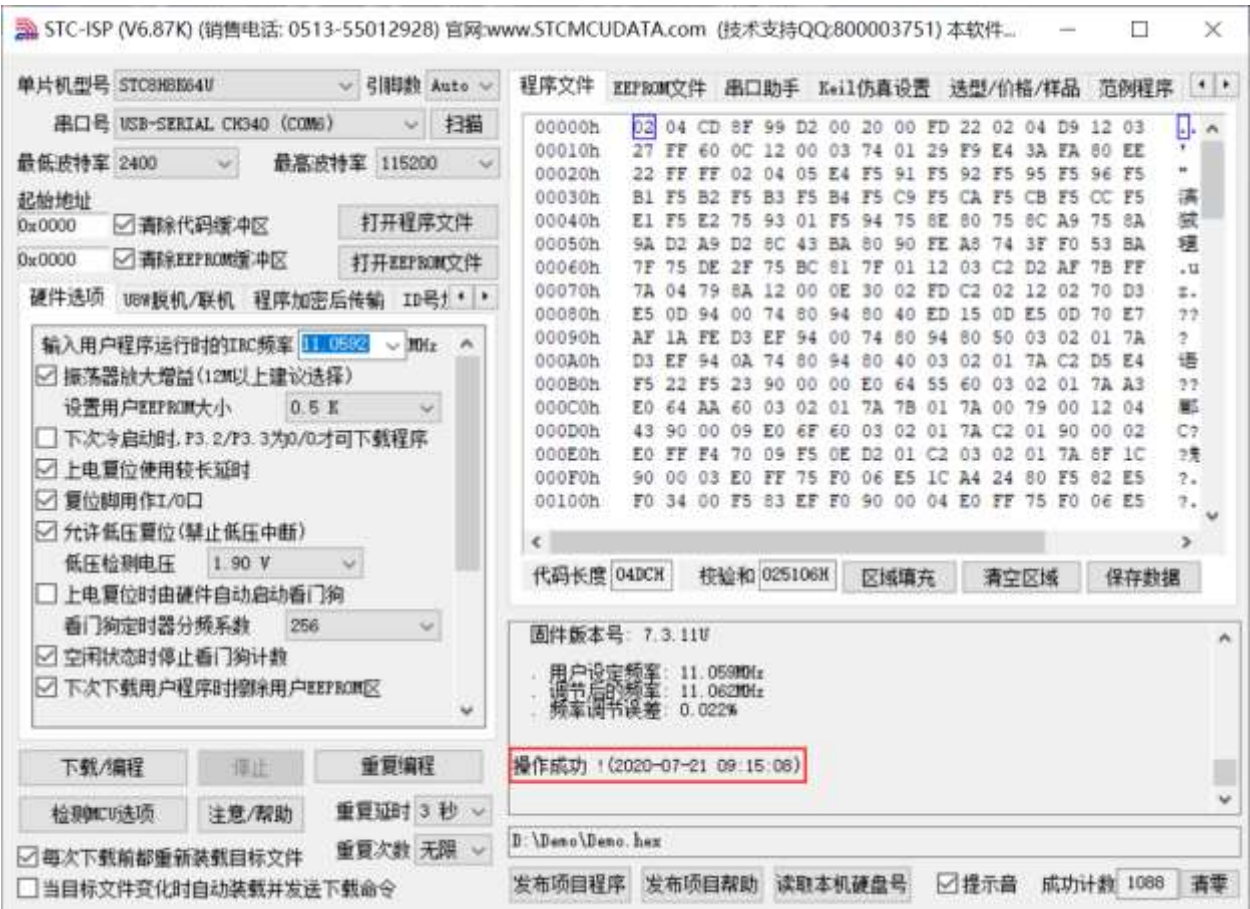 STC-ISP (V6.87K) (销售电话: 0513-55012928) 官网:www.STCMCUDATA.com (技术支持QQ:800003751) 本软件...
单片机型号 STC8H8K64U 引脚数 Auto
串口号 USB-SERIAL CH340 (COM6) 扫描
最低波特率 2400 最高波特率 115200
起始地址
0x0000 清除代码缓冲区 打开程序文件
0x0000 清除EEPROM缓冲区 打开EEPROM文件
硬件选项 U8W脱机/联机 程序加密后传输
输入用户程序运行时的IRC频率 11.0592 MHz
振荡器放大增益(12M以上建议选择)
设置用户EEPROM大小 0.5 K
下次冷启动时,P3.2/P3.3为0/0才可下载程序
上电复位使用较长延时
复位脚用作I/O口
允许低压复位(禁止低压中断)
低压检测电压 1.90 V
上电复位时由硬件自动启动看门狗
看门狗定时器分频系数 256
空闲状态时停止看门狗计数
下次下载用户程序时擦除用户EEPROM区
下载/编程 停止 重复编程
检测MCU选项 注意/帮助 重复延时 3 秒
每次下载前都重新装载目标文件 重复次数 无限
当目标文件变化时自动装载并发送下载命令
程序文件 EEPROM文件 串口助手 Keil仿真设置 选型/价格/样品 范例程序
00000h 02 04 CD 8F 99 D2 00 20 00 FD 22 02 04 D9 12 03
00010h 27 FF 60 0C 12 00 03 74 01 29 F9 E4 3A FA 80 EE
00020h 22 FF FF 02 04 05 E4 F5 91 F5 92 F5 95 F5 96 F5
00030h B1 F5 B2 F5 B3 F5 B4 F5 C9 F5 CA F5 CB F5 CC F5
00040h E1 F5 E2 75 93 01 F5 94 75 8E 80 75 8C A9 75 8A
00050h 9A D2 A9 D2 8C 43 BA 80 90 FE A8 74 3F F0 53 BA
00060h 7F 75 DE 2F 75 BC 81 7F 01 12 03 C2 D2 AF 7B FF
00070h 7A 04 79 8A 12 00 0E 30 02 FD C2 02 12 02 70 D3
00080h E5 0D 94 00 74 80 94 80 40 ED 15 0D E5 0D 70 E7
00090h AF 1A FE D3 EF 94 00 74 80 94 80 50 03 02 01 7A
000A0h D3 EF 94 0A 74 80 94 80 40 03 02 01 7A C2 D5 E4
000B0h F5 22 F5 23 90 00 00 E0 64 55 60 03 02 01 7A A3
000C0h E0 64 AA 60 03 02 01 7A 7B 01 7A 00 79 00 12 04
000D0h 43 90 00 09 E0 6F 60 03 02 01 7A C2 01 90 00 02
000E0h E0 FF F4 70 09 F5 0E D2 01 C2 03 02 01 7A 8F 1C
000F0h 90 00 03 E0 FF 75 F0 06 E5 1C A4 24 80 F5 82 E5
00100h F0 34 00 F5 83 EF F0 90 00 04 E0 FF 75 F0 06 E5
代码长度 04DCH 校验和 025106H 区域填充 清空区域 保存数据
固件版本号: 7.3.11U
. 用户设定频率: 11.059MHz
. 调节后的频率: 11.062MHz
. 频率调节误差: 0.022%
操作成功 !(2020-07-21 09:15:08)
D:\Demo\Demo.hex
发布项目程序 发布项目帮助 读取本机硬盘号 提示音 成功计数 1088 清零